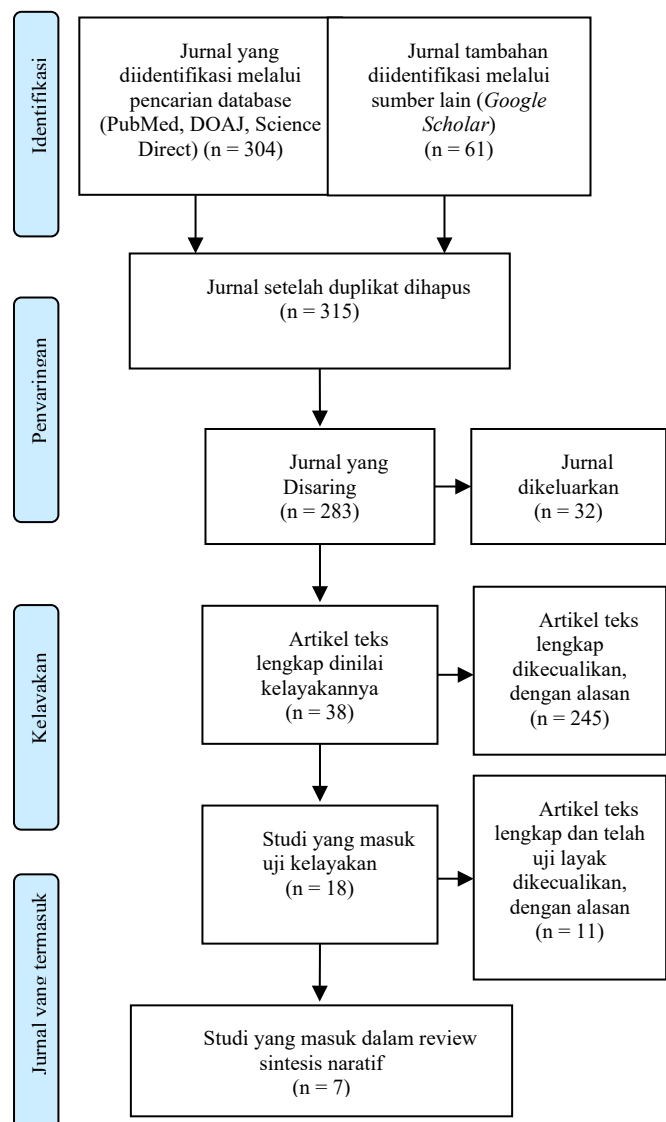 Identifikasi
Jurnal yang
diidentifikasi melalui
pencarian database
(PubMed, DOAJ, Science
Direct) (n = 304)
Jurnal tambahan
diidentifikasi melalui
sumber lain (Google
Scholar)
(n = 61)
Jurnal setelah duplikat dihapus
(n = 315)
Penyaringan
Jurnal yang
Disaring
(n = 283)
Jurnal
dikeluarkan
(n = 32)
Kelayakan
Artikel teks
lengkap dinilai
kelayakannya
(n = 38)
Artikel teks
lengkap
dikecualikan,
dengan alasan
(n = 245)
Studi yang masuk
uji kelayakan
(n = 18)
Artikel teks
lengkap dan telah
uji layak
dikecualikan,
dengan alasan
(n = 11)
Jurnal yang termasuk
Studi yang masuk dalam review
sintesis naratif
(n = 7)